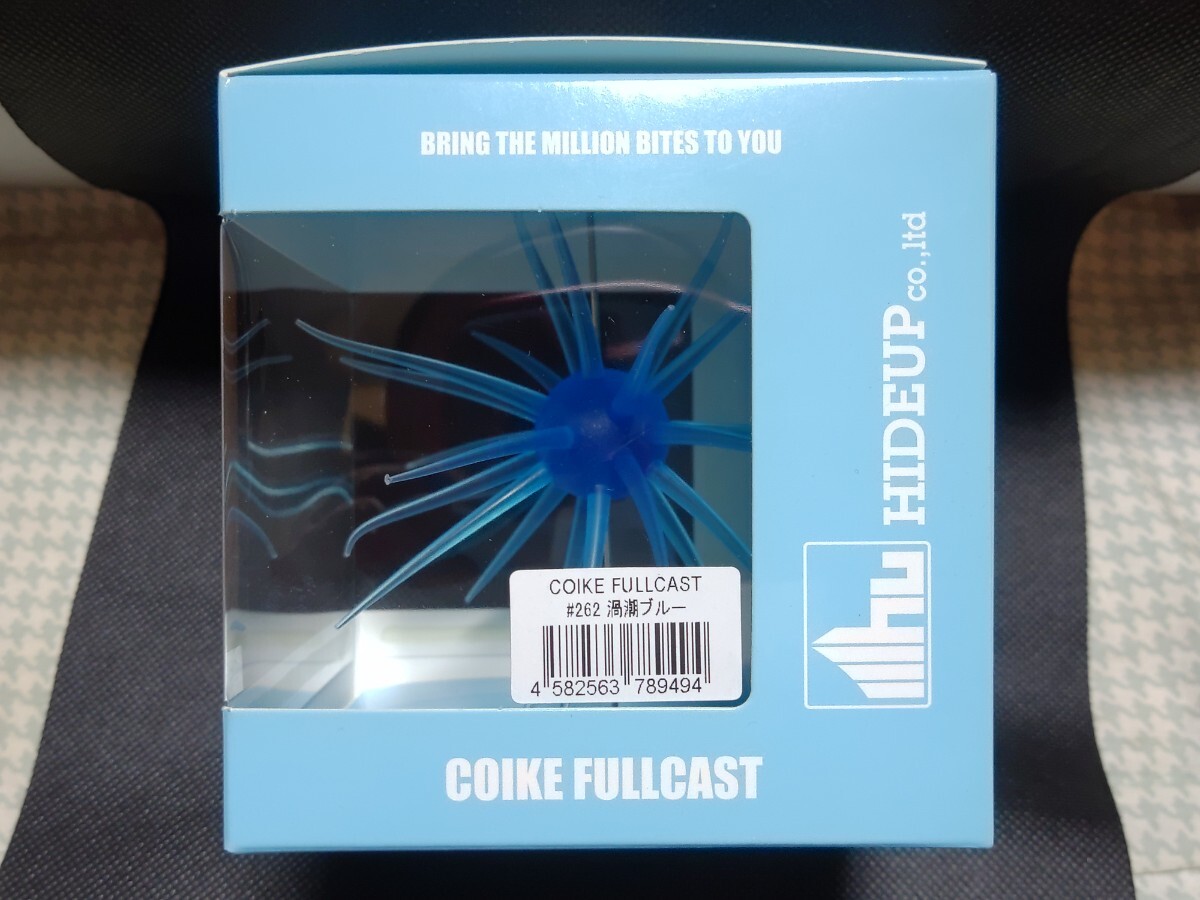 BRING THE MILLION BITES TO YOU
HIDEUP co.,ltd
hu
COIKE FULLCAST
#262 渦潮ブルー
4 582563 789494
COIKE FULLCAST